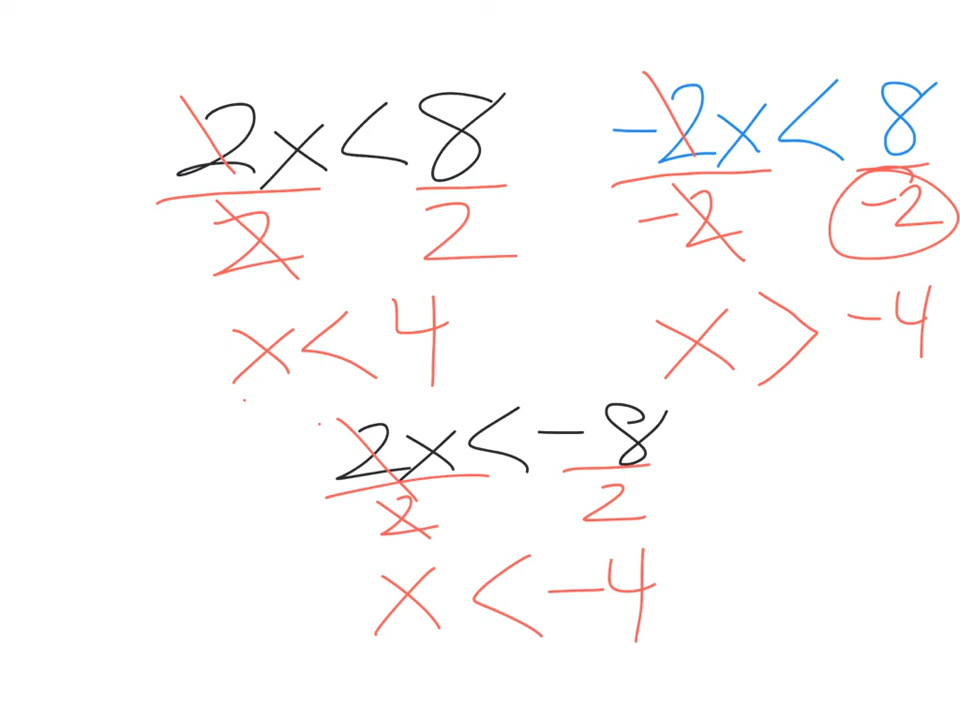 2x < 8
2 2
x < 4
-2x < 8
-2 -2
x > -4
2x < -8
2 2
x < -4